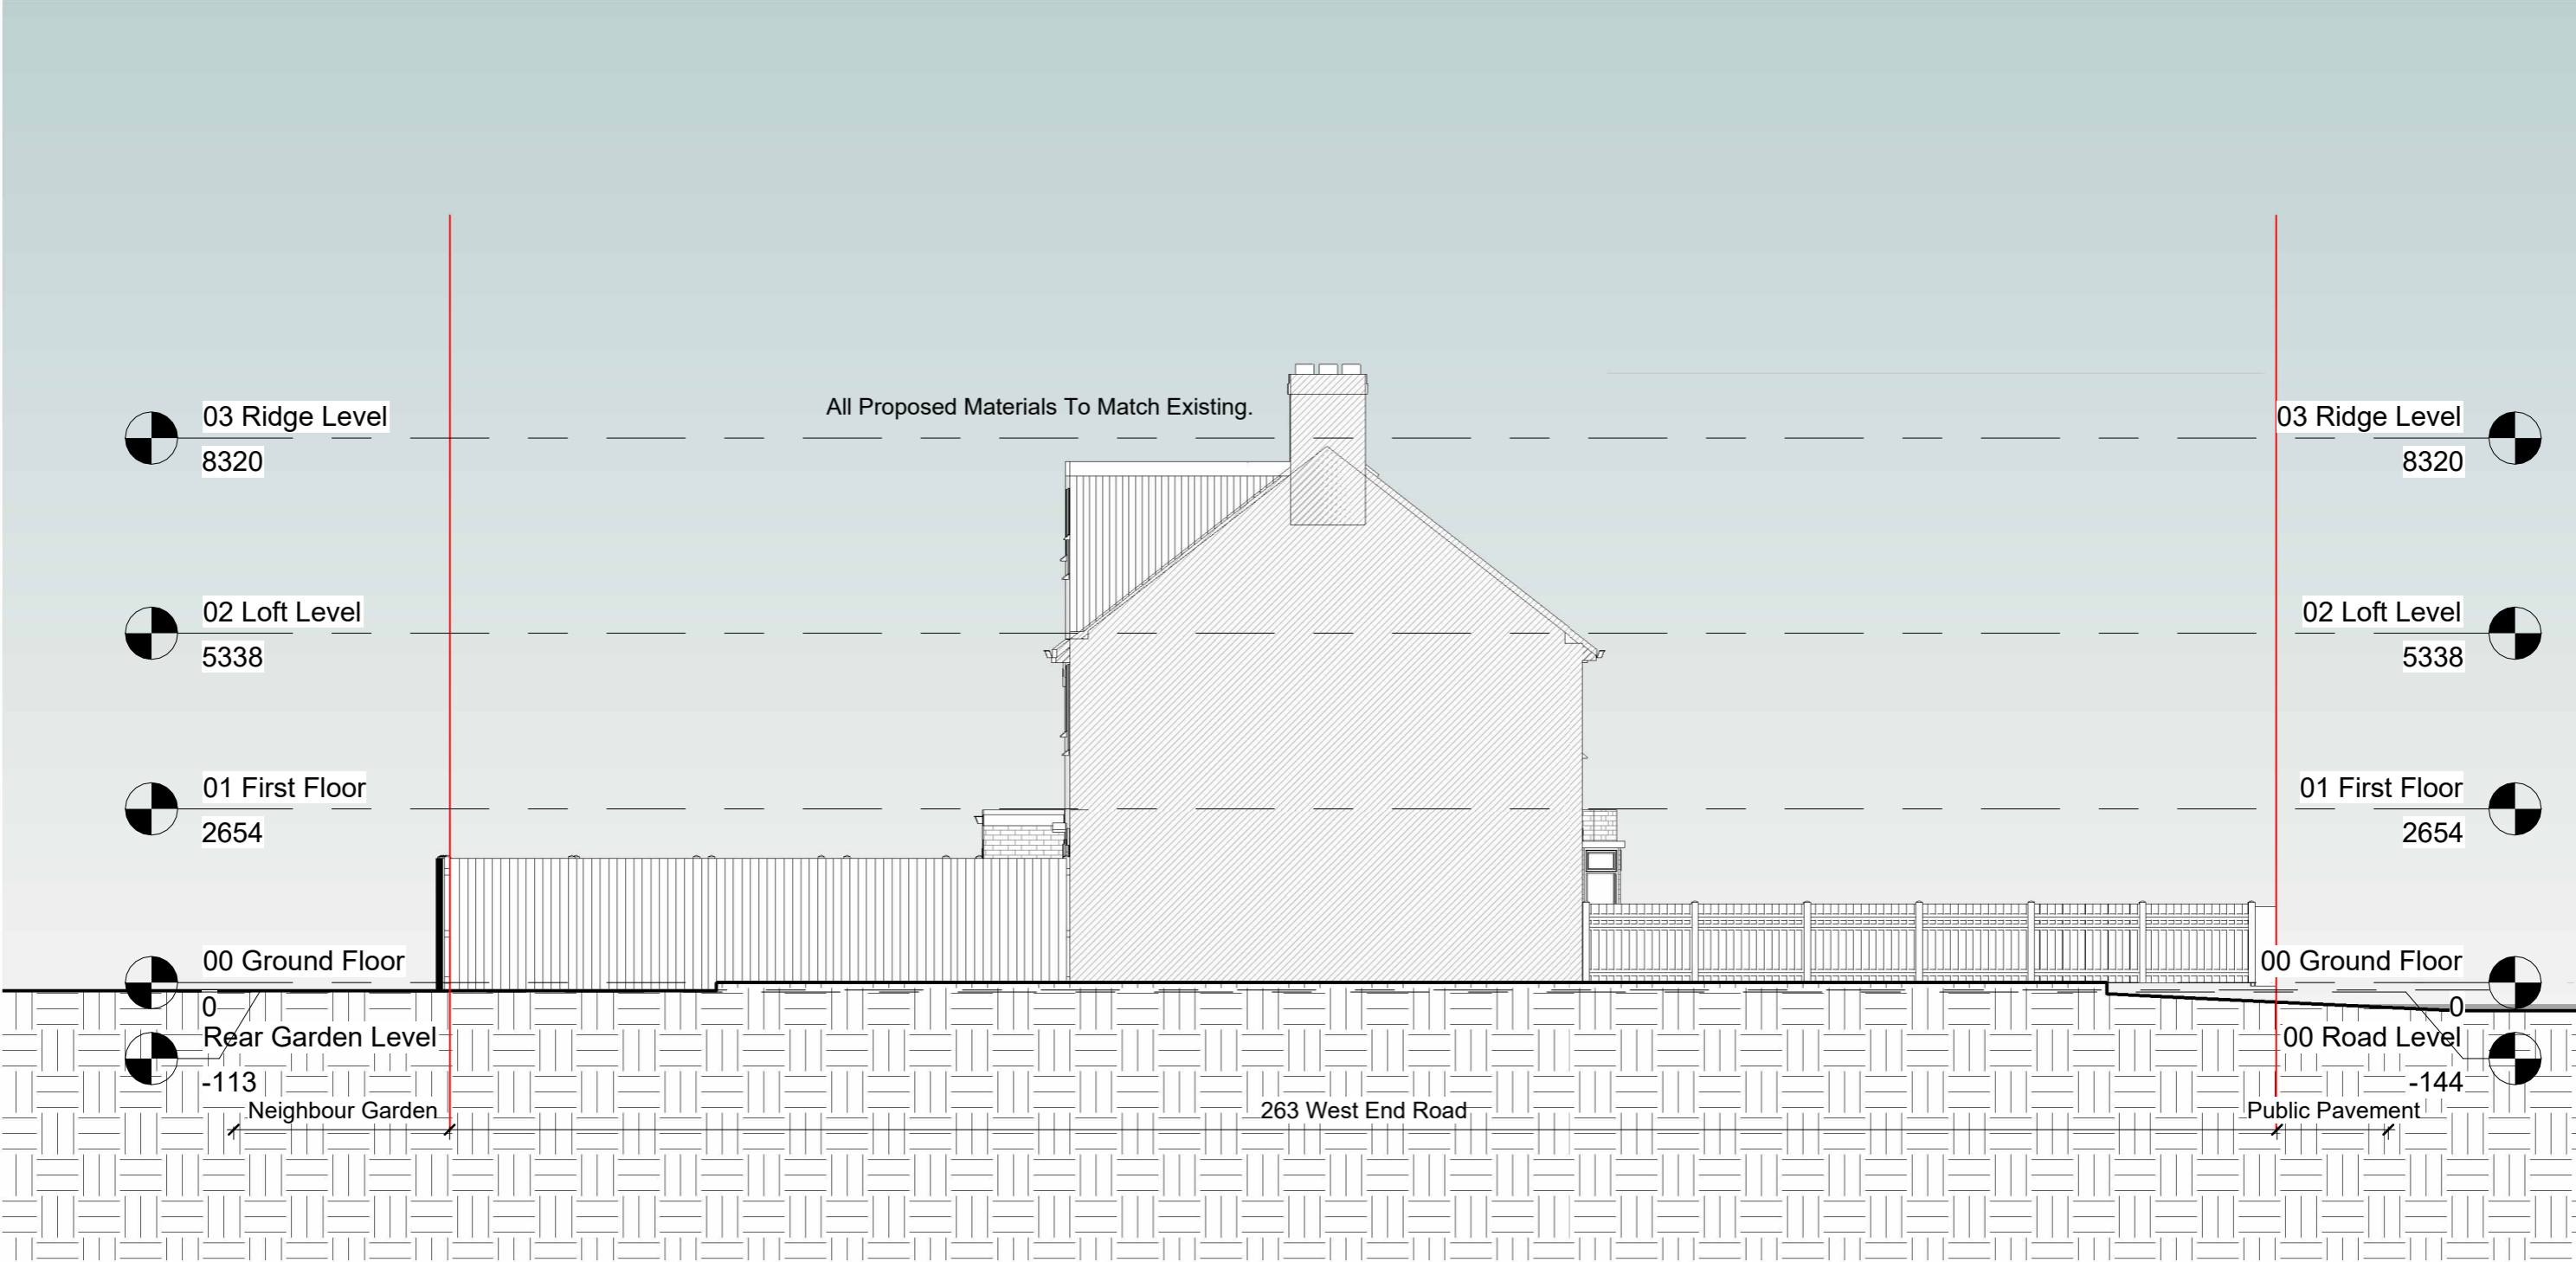 All Proposed Materials To Match Existing.
03 Ridge Level
8320
03 Ridge Level
8320
02 Loft Level
5338
02 Loft Level
5338
01 First Floor
2654
01 First Floor
2654
00 Ground Floor
0
00 Ground Floor
0
Rear Garden Level
-113
00 Road Level
-144
Neighbour Garden
263 West End Road
Public Pavement